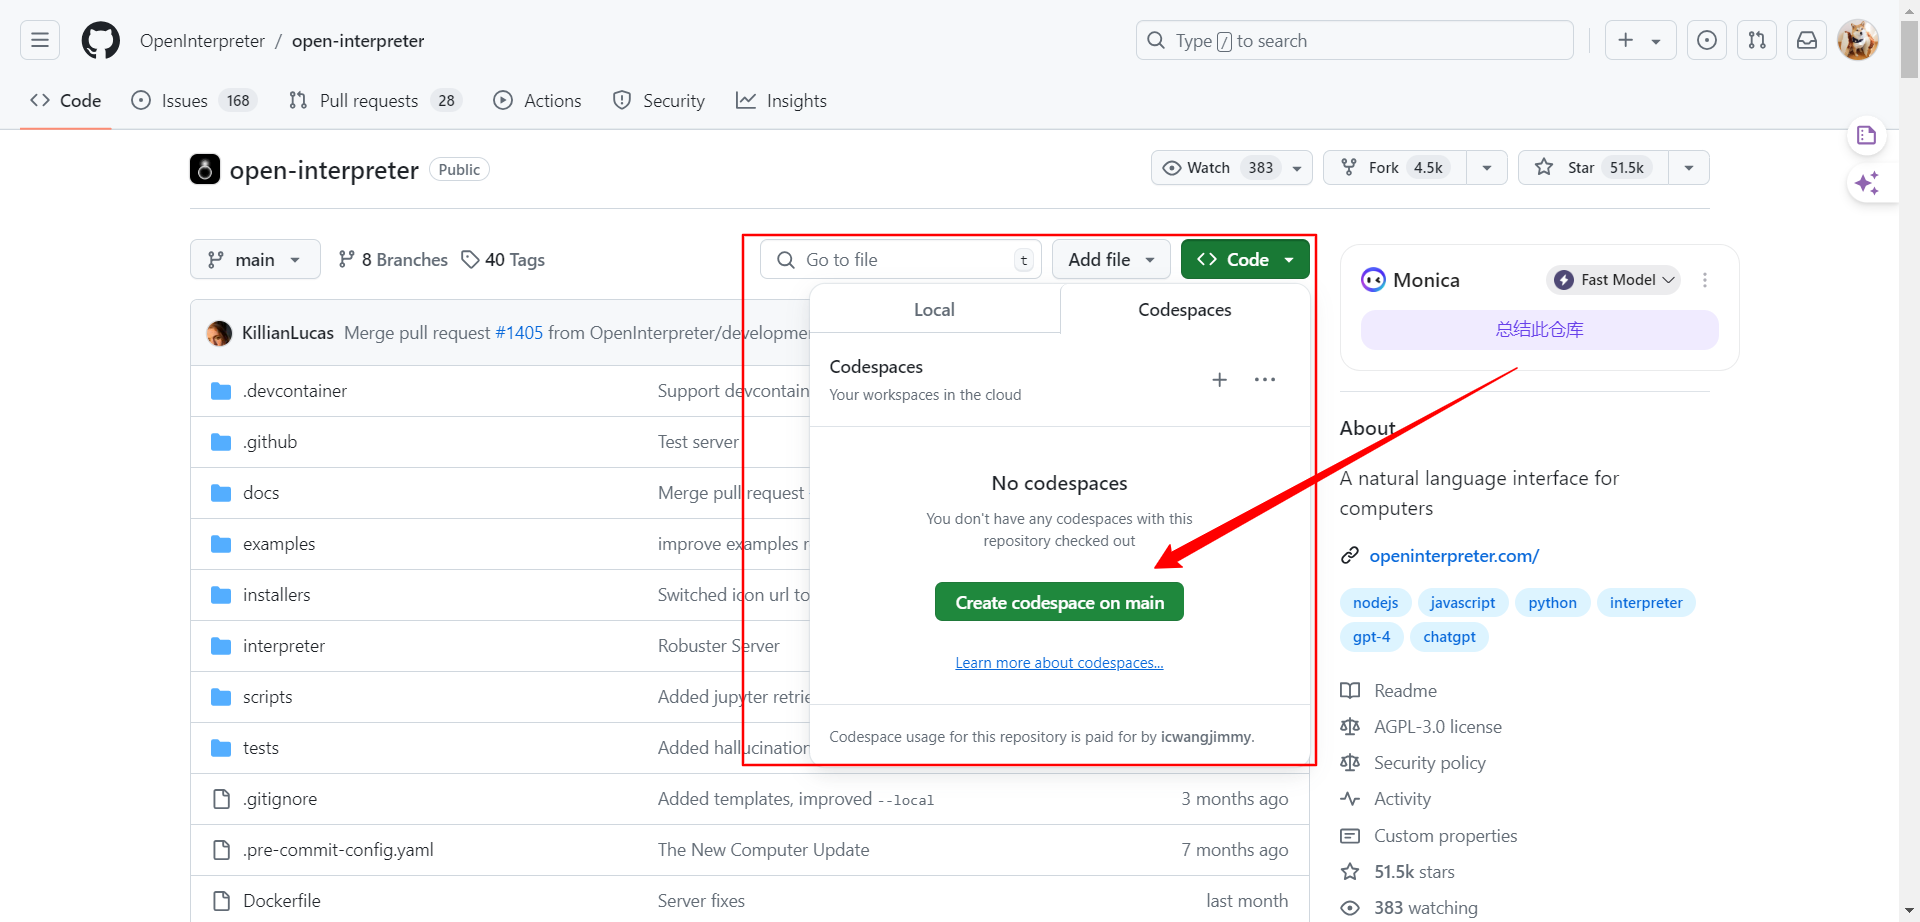 OpenInterpreter / open-interpreter
Type / to search
Code
Issues 168
Pull requests 28
Actions
Security
Insights
open-interpreter Public
Watch 383
Fork 4.5k
Star 51.5k
main
8 Branches
40 Tags
Go to file t
Add file
Code
Local
Codespaces
Codespaces
Your workspaces in the cloud
No codespaces
You don't have any codespaces with this
repository checked out
Create codespace on main
Learn more about codespaces...
Codespace usage for this repository is paid for by icwangjimmy.
KillianLucas Merge pull request #1405 from OpenInterpreter/developme
.devcontainer Support devcontain
.github Test server
docs Merge pull request
examples improve examples r
installers Switched icon url to
interpreter Robuster Server
scripts Added jupyter retrie
tests Added hallucination
.gitignore Added templates, improved --local 3 months ago
.pre-commit-config.yaml The New Computer Update 7 months ago
Dockerfile Server fixes last month
Monica
Fast Model
总结此仓库
About
A natural language interface for
computers
openinterpreter.com/
nodejs javascript python interpreter
gpt-4 chatgpt
Readme
AGPL-3.0 license
Security policy
Activity
Custom properties
51.5k stars
383 watching